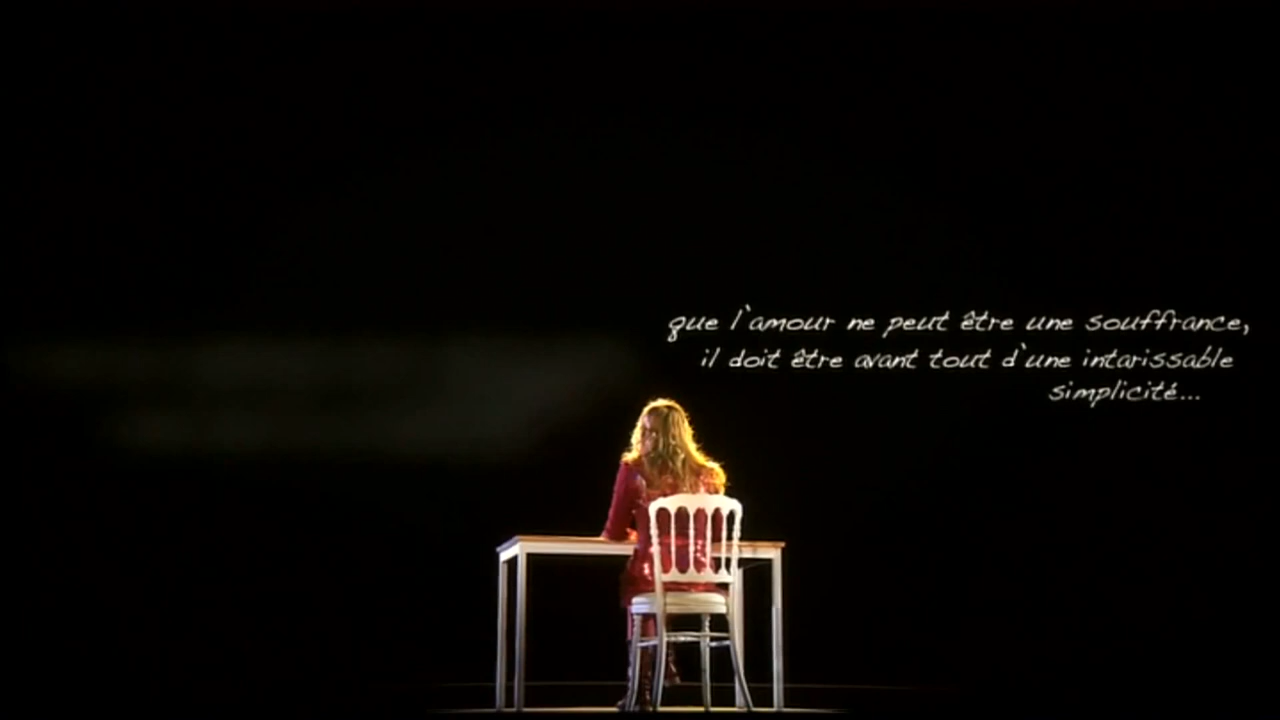 que l'amour ne peut être une souffrance,
il doit être avant tout d'une intarissable
simplicité...